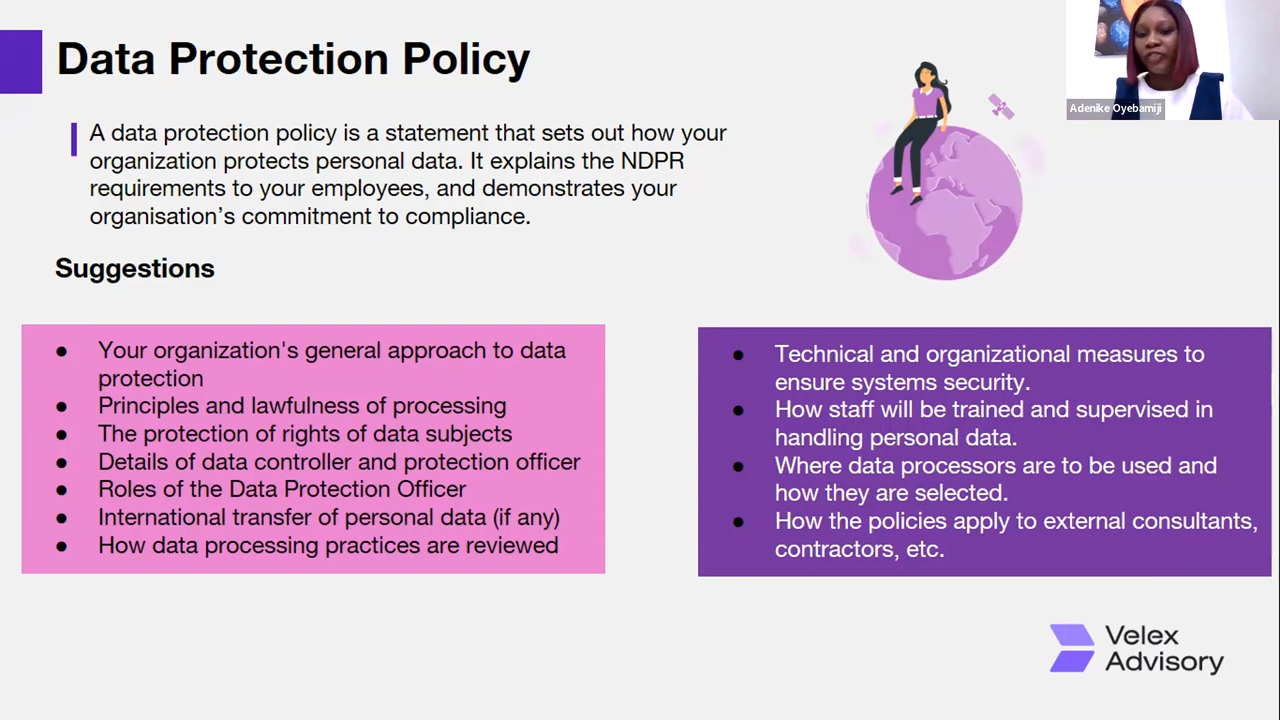 Data Protection Policy
Adenike Oyebamiji
A data protection policy is a statement that sets out how your
organization protects personal data. It explains the NDPR
requirements to your employees, and demonstrates your
organisation’s commitment to compliance.
Suggestions
● Your organization's general approach to data
protection
● Principles and lawfulness of processing
● The protection of rights of data subjects
● Details of data controller and protection officer
● Roles of the Data Protection Officer
● International transfer of personal data (if any)
● How data processing practices are reviewed
● Technical and organizational measures to
ensure systems security.
● How staff will be trained and supervised in
handling personal data.
● Where data processors are to be used and
how they are selected.
● How the policies apply to external consultants,
contractors, etc.
Velex
Advisory